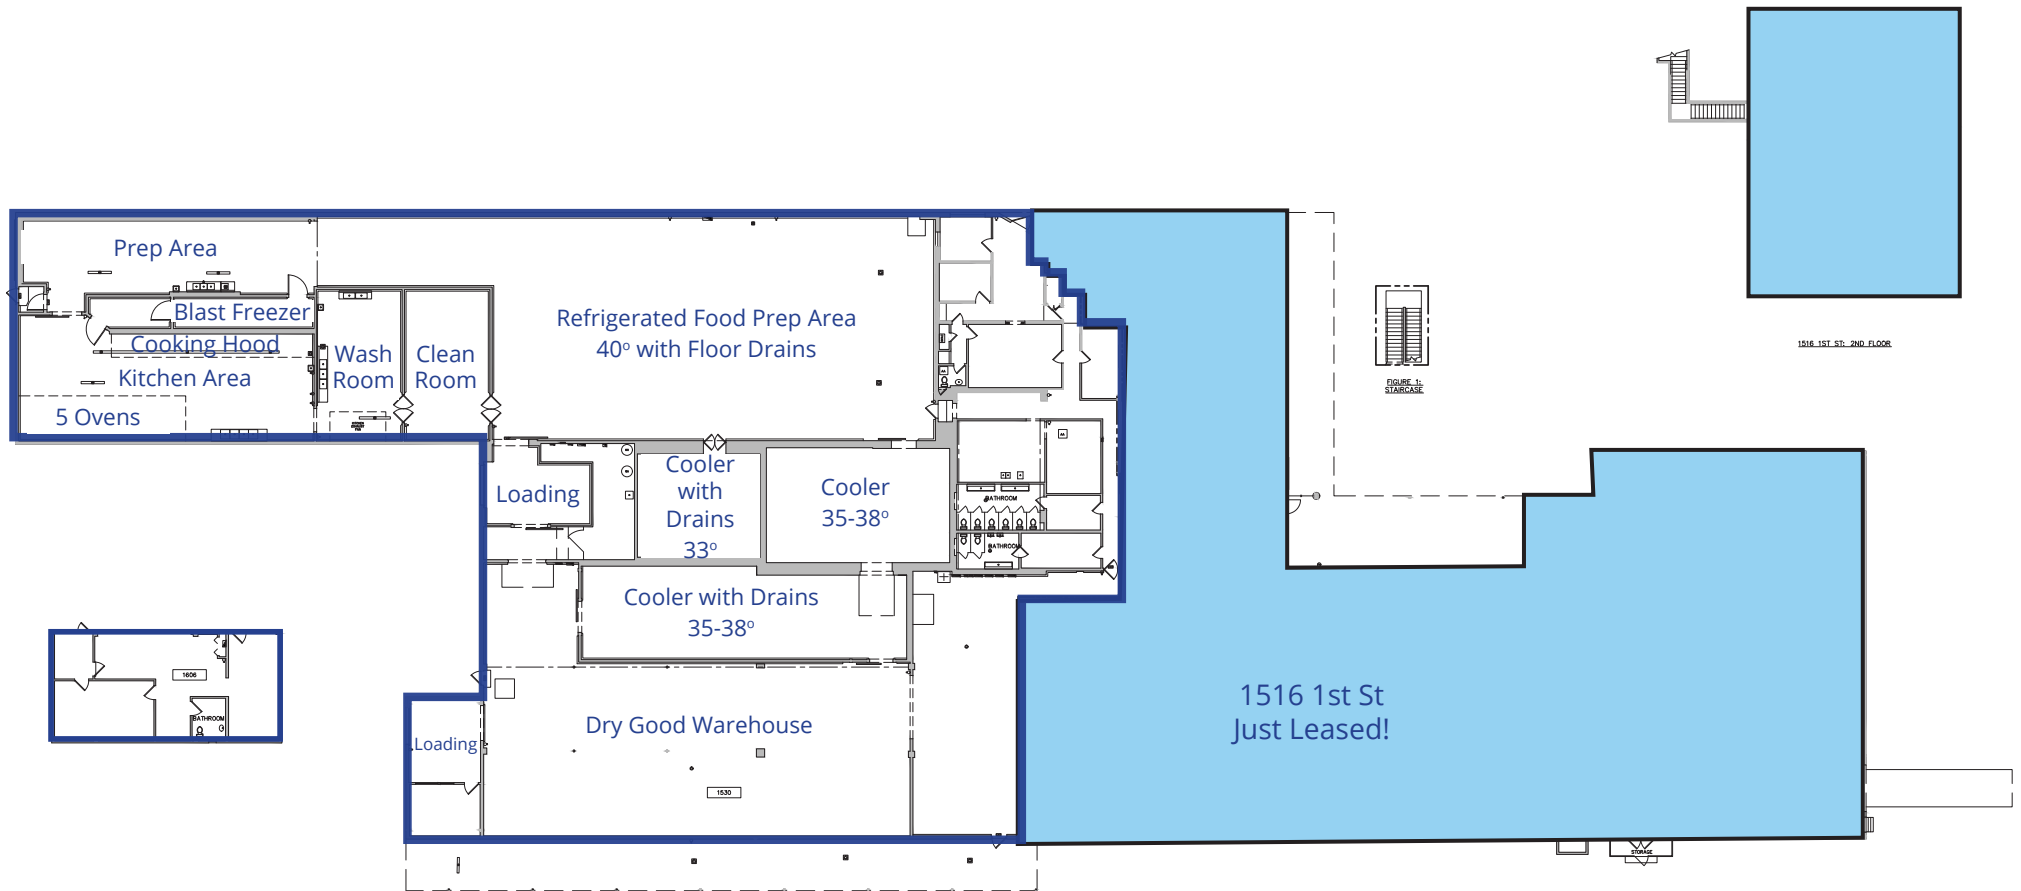 1516 1ST ST: 2ND FLOOR
FIGURE 1:
STAIRCASE
Prep Area
Blast Freezer
Cooking Hood
Kitchen Area
5 Ovens
Wash
Room
Clean
Room
Refrigerated Food Prep Area
40º with Floor Drains
Loading
Cooler
with
Drains
33º
Cooler
35-38º
BATHROOM
BATHROOM
Cooler with Drains
35-38º
1606
BATHROOM
Loading
Dry Good Warehouse
1530
1516 1st St
Just Leased!
STORAGE